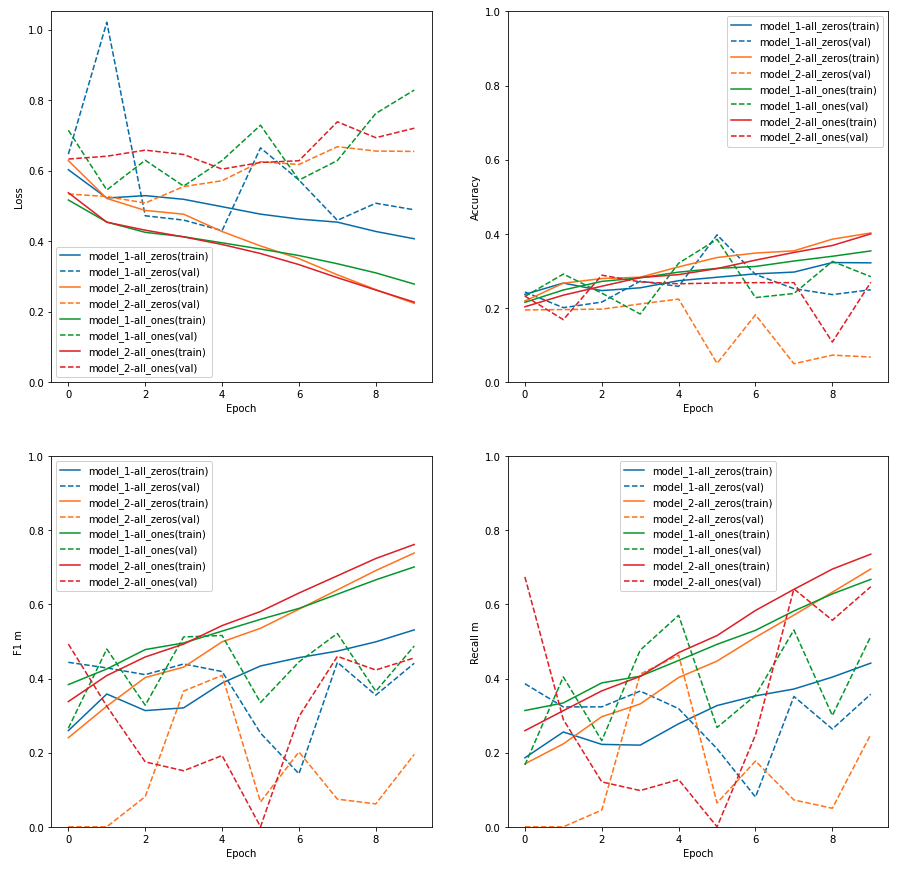 1.0
0.8
0.6
0.4
0.2
0.0
Loss
model_1-all_zeros(train)
model_1-all_zeros(val)
model_2-all_zeros(train)
model_2-all_zeros(val)
model_1-all_ones(train)
model_1-all_ones(val)
model_2-all_ones(train)
model_2-all_ones(val)
0 2 4 6 8
Epoch
1.0
0.8
0.6
0.4
0.2
0.0
Accuracy
model_1-all_zeros(train)
model_1-all_zeros(val)
model_2-all_zeros(train)
model_2-all_zeros(val)
model_1-all_ones(train)
model_1-all_ones(val)
model_2-all_ones(train)
model_2-all_ones(val)
0 2 4 6 8
Epoch
1.0
0.8
0.6
0.4
0.2
0.0
F1 m
model_1-all_zeros(train)
model_1-all_zeros(val)
model_2-all_zeros(train)
model_2-all_zeros(val)
model_1-all_ones(train)
model_1-all_ones(val)
model_2-all_ones(train)
model_2-all_ones(val)
0 2 4 6 8
Epoch
1.0
0.8
0.6
0.4
0.2
0.0
Recall m
model_1-all_zeros(train)
model_1-all_zeros(val)
model_2-all_zeros(train)
model_2-all_zeros(val)
model_1-all_ones(train)
model_1-all_ones(val)
model_2-all_ones(train)
model_2-all_ones(val)
0 2 4 6 8
Epoch